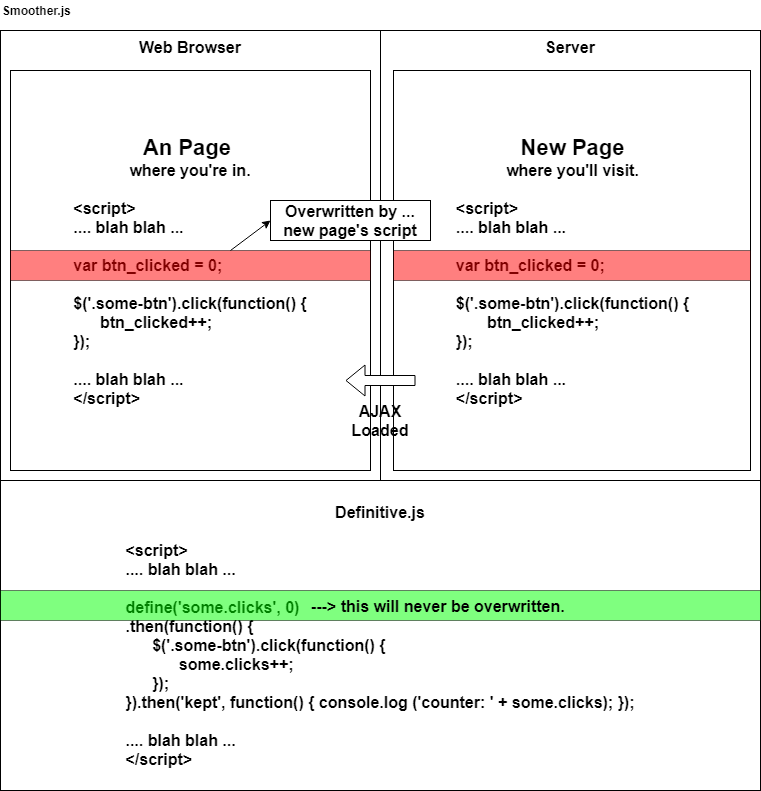 Smoother.js
Web Browser
Server
An Page
where you're in.
<script>
.... blah blah ...
Overwritten by ...
new page's script
var btn_clicked = 0;
$('.some-btn').click(function() {
btn_clicked++;
});
.... blah blah ...
</script>
New Page
where you'll visit.
<script>
.... blah blah ...
var btn_clicked = 0;
$('.some-btn').click(function() {
btn_clicked++;
});
.... blah blah ...
</script>
AJAX
Loaded
Definitive.js
<script>
.... blah blah ...
define('some.clicks', 0) ---> this will never be overwritten.
.then(function() {
$('.some-btn').click(function() {
some.clicks++;
});
}).then('kept', function() { console.log ('counter: ' + some.clicks); });
.... blah blah ...
</script>